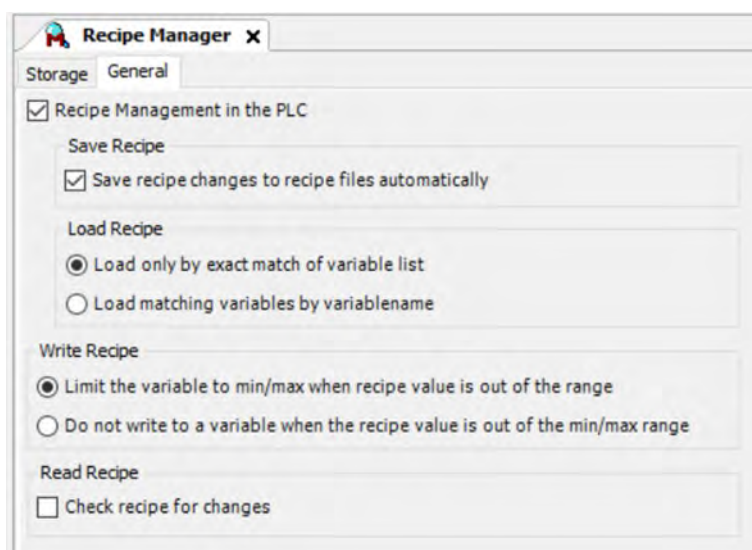 Recipe Manager x
Storage General
Recipe Management in the PLC
Save Recipe
Save recipe changes to recipe files automatically
Load Recipe
Load only by exact match of variable list
Load matching variables by variablename
Write Recipe
Limit the variable to min/max when recipe value is out of the range
Do not write to a variable when the recipe value is out of the min/max range
Read Recipe
Check recipe for changes